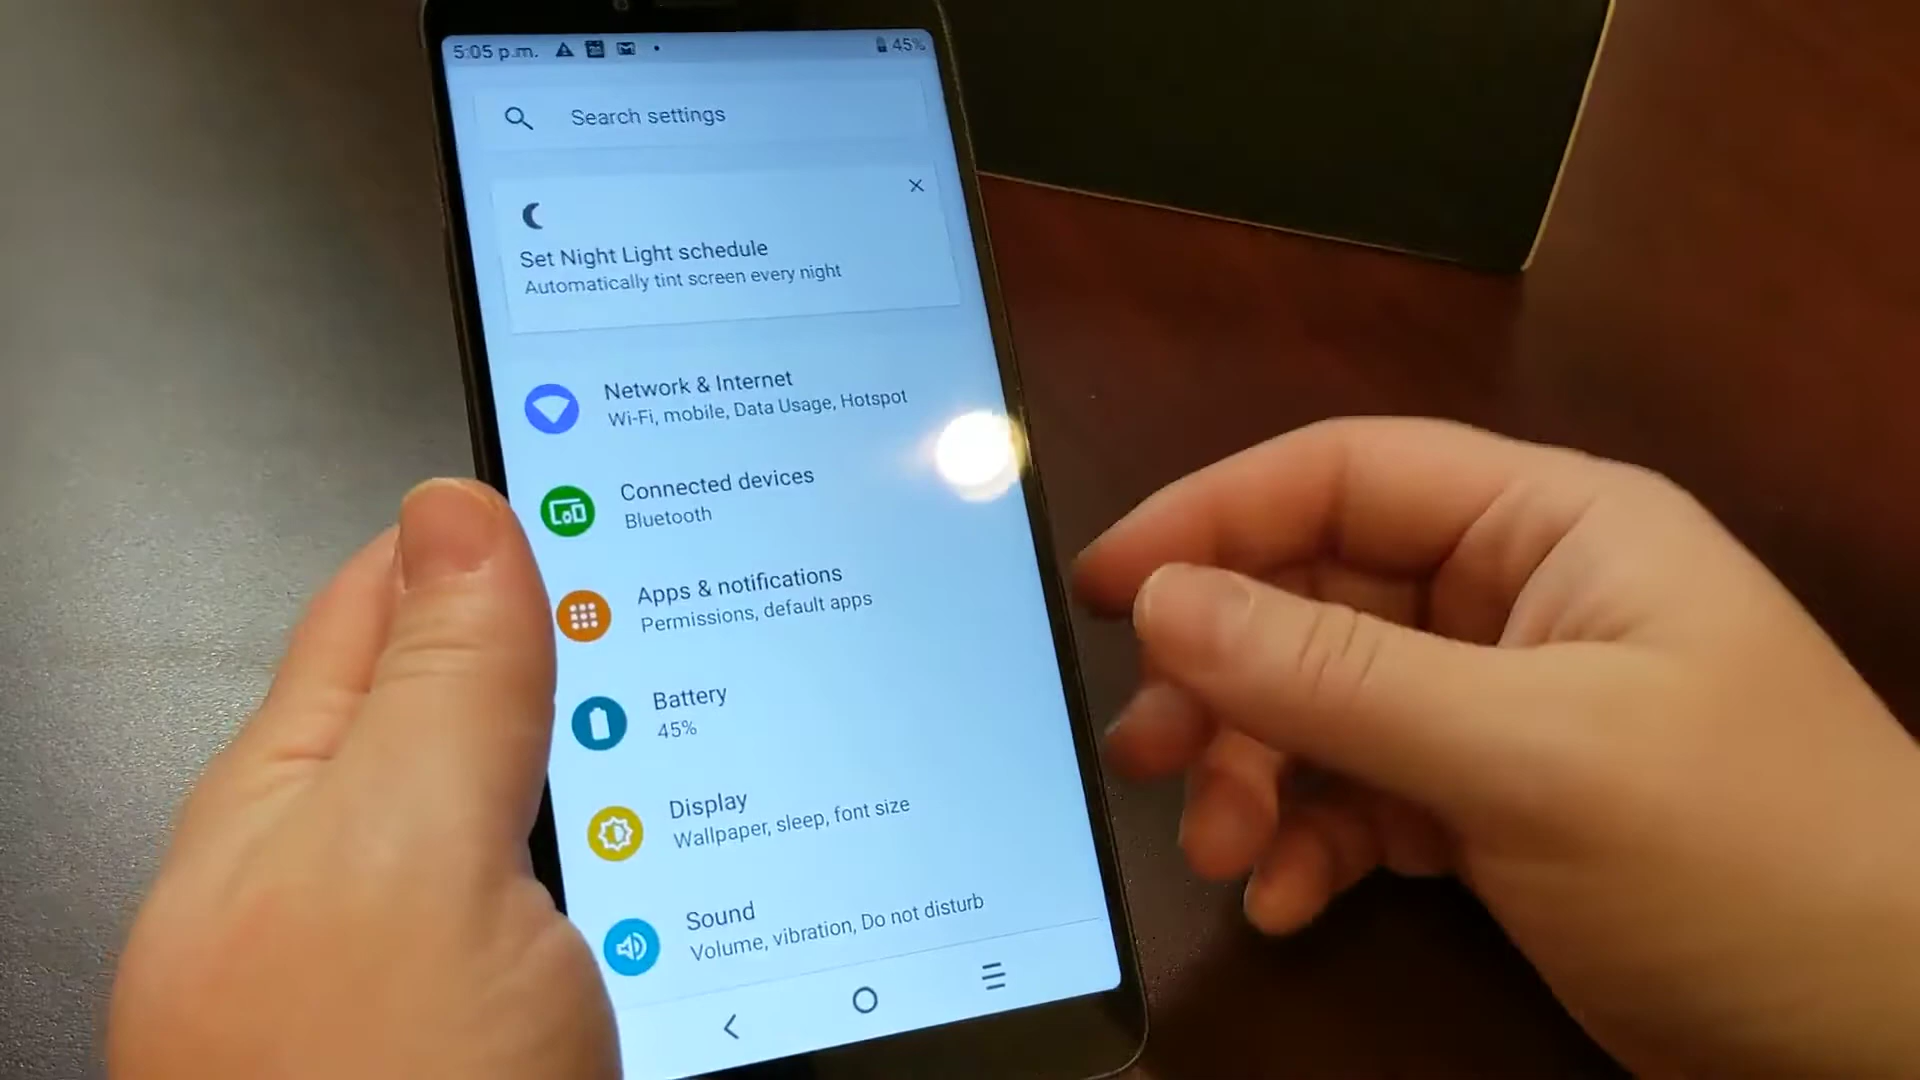 5:05 p.m.
45%
Search settings
Set Night Light schedule
Automatically tint screen every night
Network & Internet
Wi-Fi, mobile, Data Usage, Hotspot
Connected devices
Bluetooth
Apps & notifications
Permissions, default apps
Battery
45%
Display
Wallpaper, sleep, font size
Sound
Volume, vibration, Do not disturb